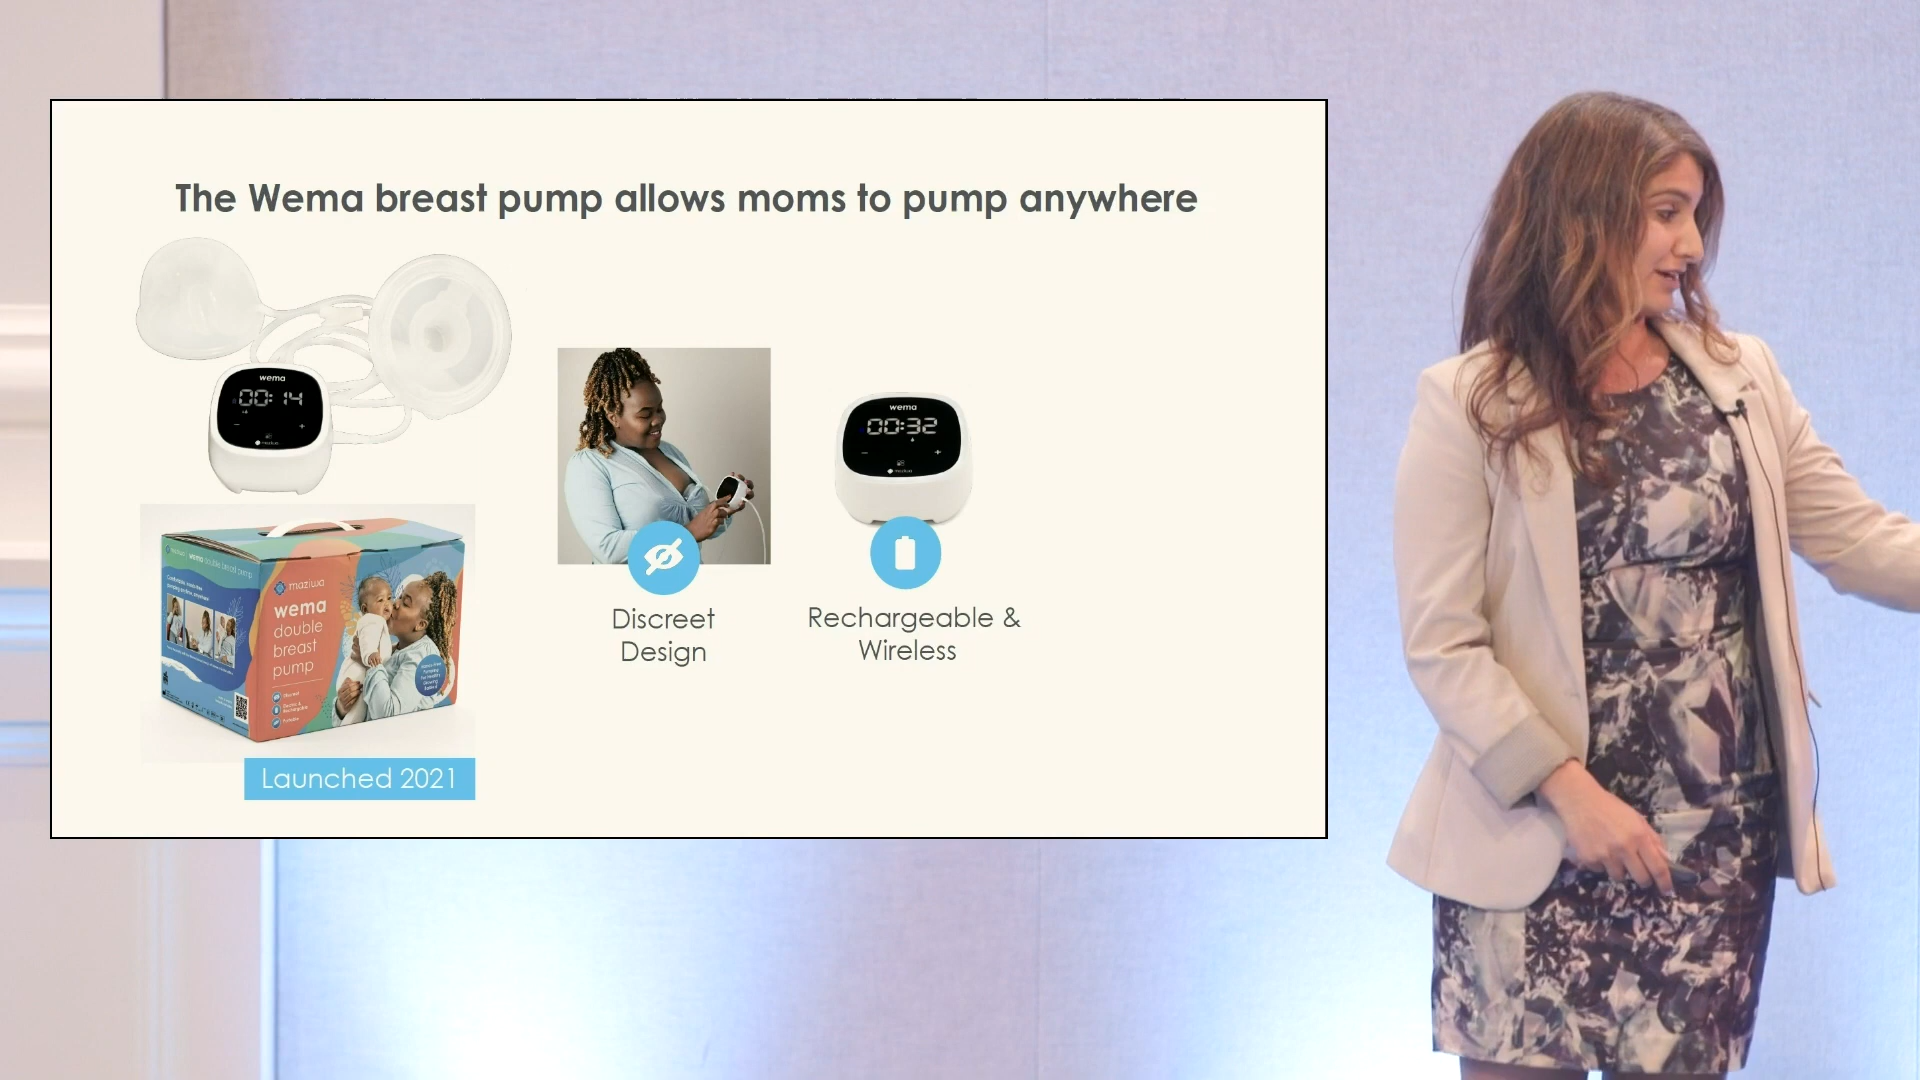 The Wema breast pump allows moms to pump anywhere
wema
00:14
wema
00:32
maziwa
wema
double
breast
pump
Discreet
Design
Rechargeable &
Wireless
Launched 2021